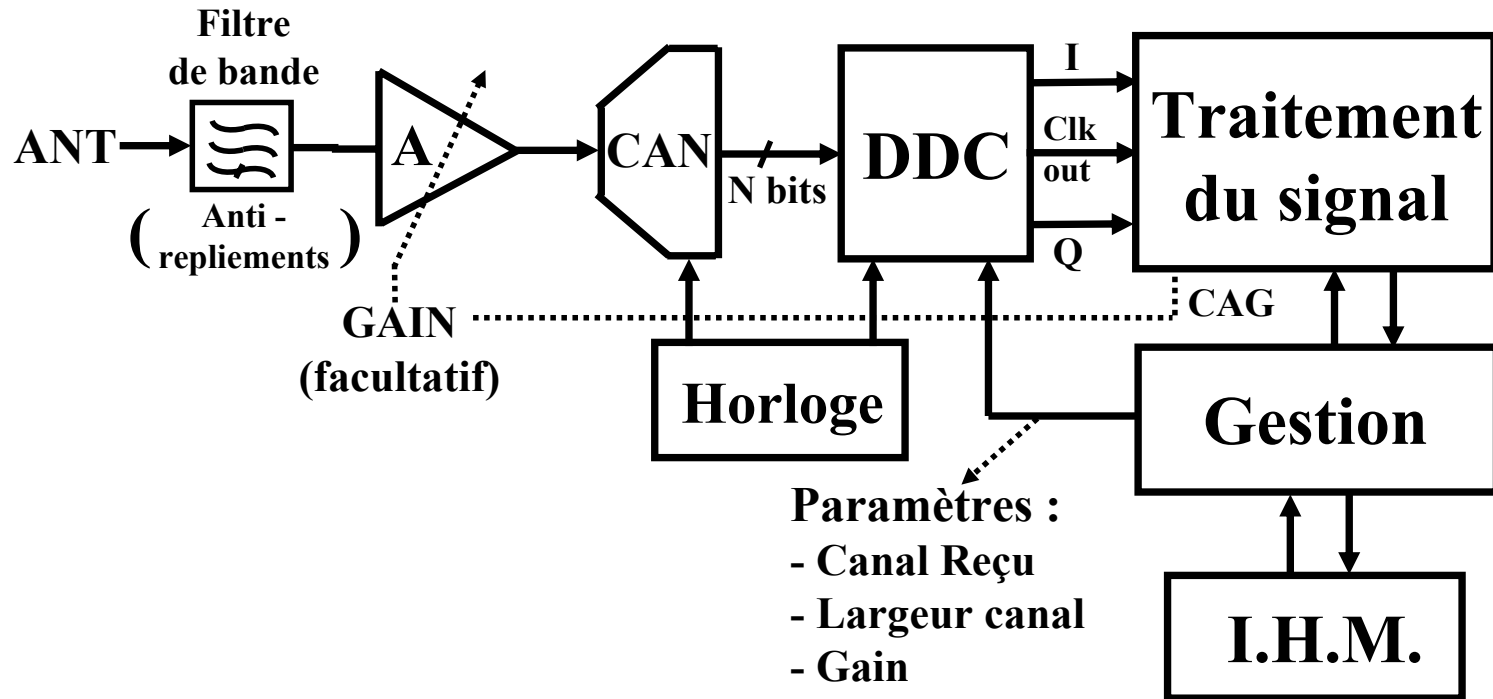 Filtre
de bande
ANT
A
CAN
N bits
DDC
I
Clk
out
Q
Traitement
du signal
( Anti -
repliements )
GAIN
(facultatif)
CAG
Horloge
Gestion
Paramètres :
- Canal Reçu
- Largeur canal
- Gain
I.H.M.